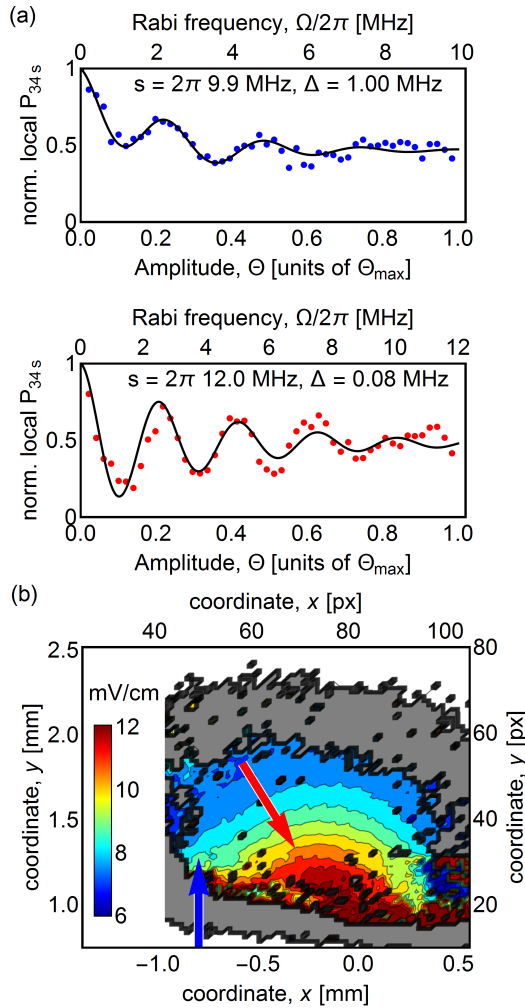 (a)
Rabi frequency, Ω/2π [MHz]
0 2 4 6 8 10
s = 2π 9.9 MHz, Δ = 1.00 MHz
norm. local P34 s
1
0.5
0
0.0 0.2 0.4 0.6 0.8 1.0
Amplitude, Θ [units of Θmax]
Rabi frequency, Ω/2π [MHz]
0 2 4 6 8 10 12
s = 2π 12.0 MHz, Δ = 0.08 MHz
norm. local P34 s
1
0.5
0
0.0 0.2 0.4 0.6 0.8 1.0
Amplitude, Θ [units of Θmax]
(b)
coordinate, x [px]
40 60 80 100
mV/cm
12
10
8
6
coordinate, y [mm]
2.5
2.0
1.5
1.0
coordinate, y [px]
80
60
40
20
−1.0 −0.5 0.0 0.5
coordinate, x [mm]